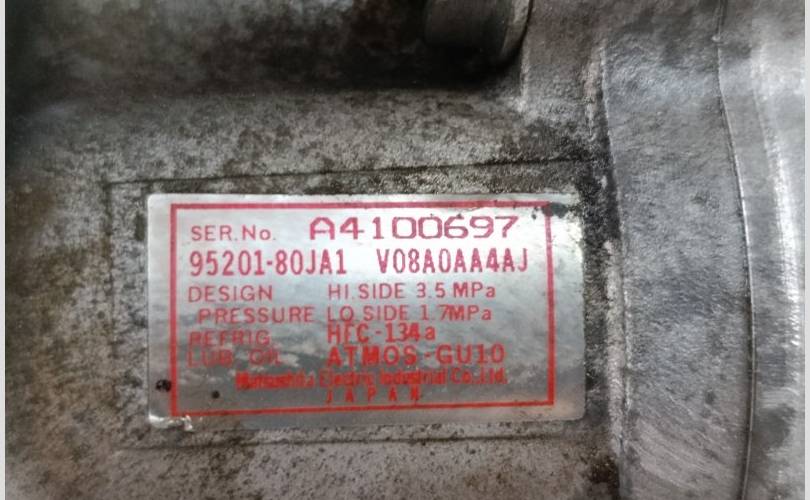 SER.No. A4100697
95201-80JA1 V08A0AA4AJ
DESIGN HI.SIDE 3.5 MPa
PRESSURE LO.SIDE 1.7MPa
REFRIG. HFC-134a
LUB.OIL ATMOS-GU10
Matsushita Electric Industrial Co.,Ltd.
JAPAN